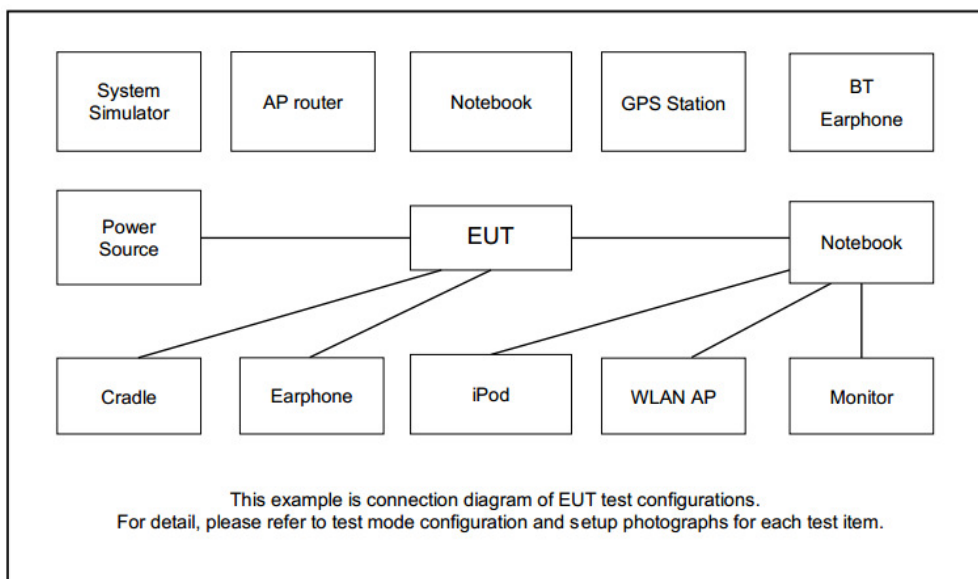 System
Simulator
AP router
Notebook
GPS Station
BT
Earphone
Power
Source
EUT
Notebook
Cradle
Earphone
iPod
WLAN AP
Monitor
This example is connection diagram of EUT test configurations.
For detail, please refer to test mode configuration and setup photographs for each test item.